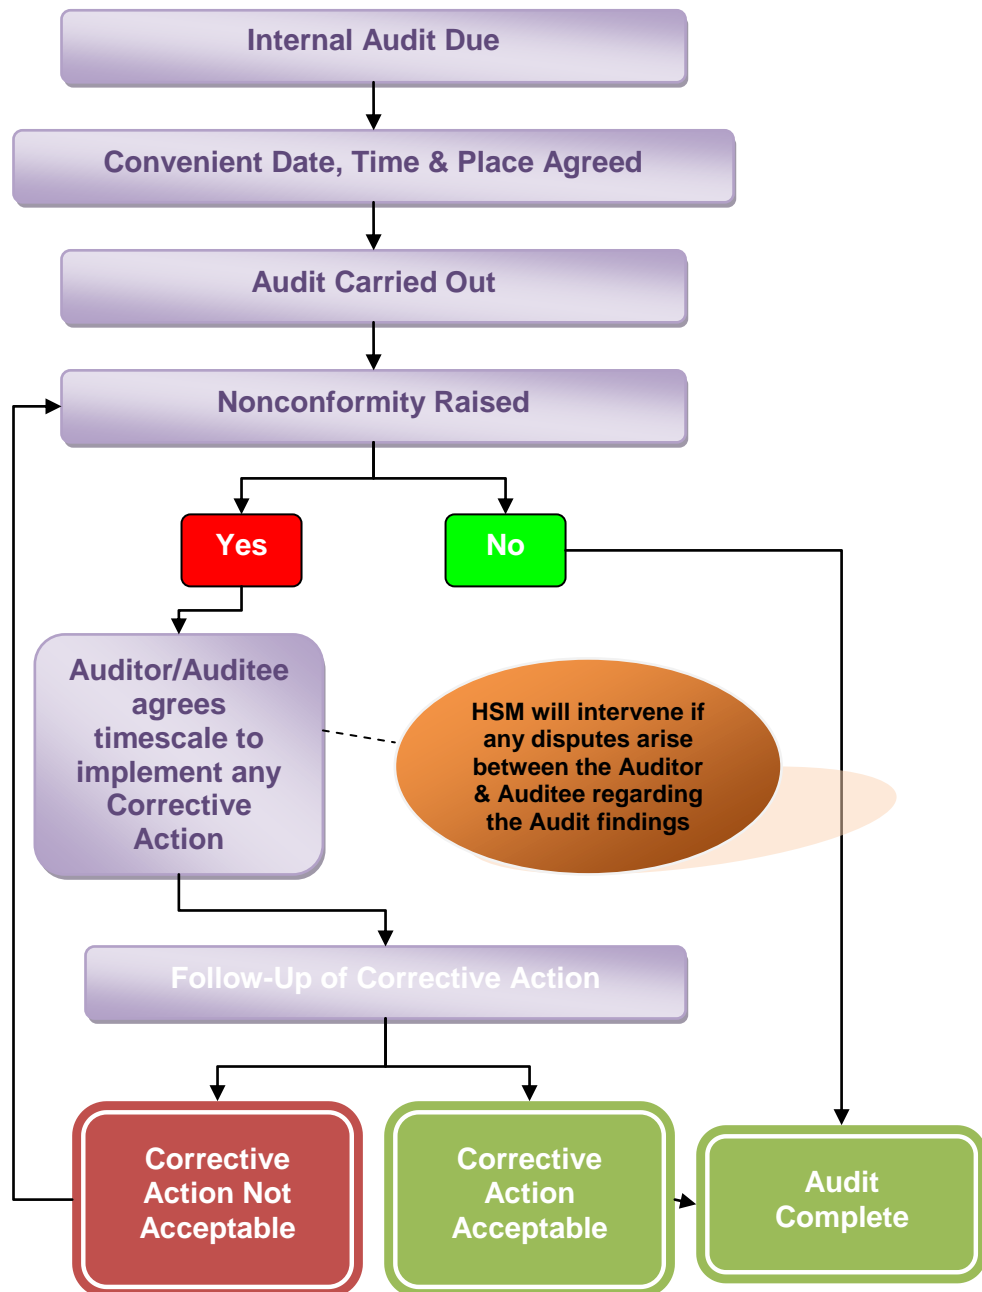 Internal Audit Due
Convenient Date, Time & Place Agreed
Audit Carried Out
Nonconformity Raised
Yes
No
Auditor/Auditee
agrees
timescale to
implement any
Corrective
Action
HSM will intervene if
any disputes arise
between the Auditor
& Auditee regarding
the Audit findings
Follow-Up of Corrective Action
Corrective
Action Not
Acceptable
Corrective
Action
Acceptable
Audit
Complete